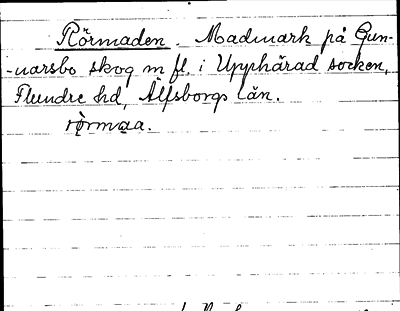 Rörmaden. Madmark på Gun-
-narsbo skog m fl. i Upphärad socken,
Flundre hd, Älfsborgs län.
rörmaa.